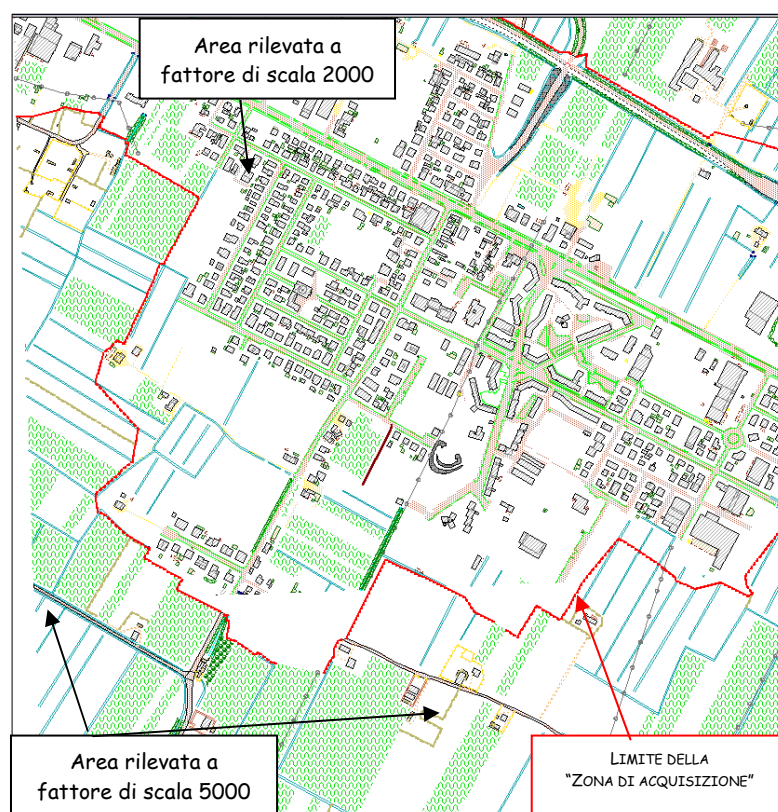 Area rilevata a
fattore di scala 2000
Area rilevata a
fattore di scala 5000
LIMITE DELLA
"ZONA DI ACQUISIZIONE"